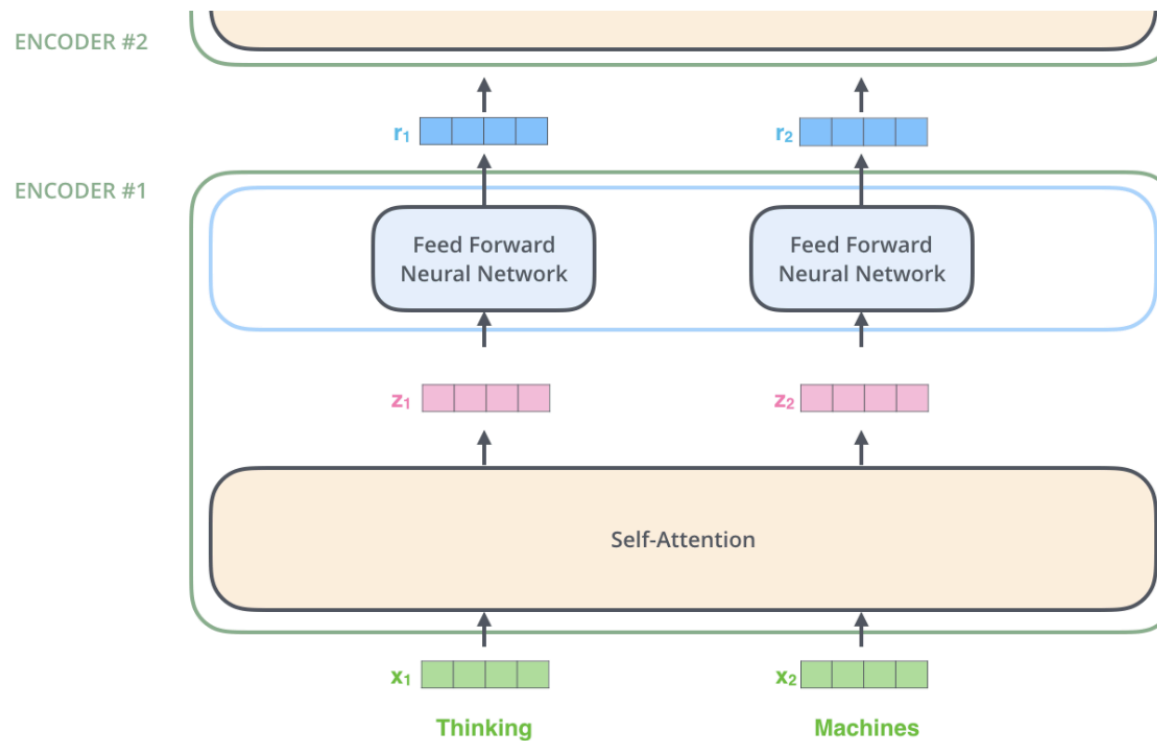 ENCODER #2
r₁
r₂
ENCODER #1
Feed Forward
Neural Network
Feed Forward
Neural Network
z₁
z₂
Self-Attention
x₁
x₂
Thinking
Machines